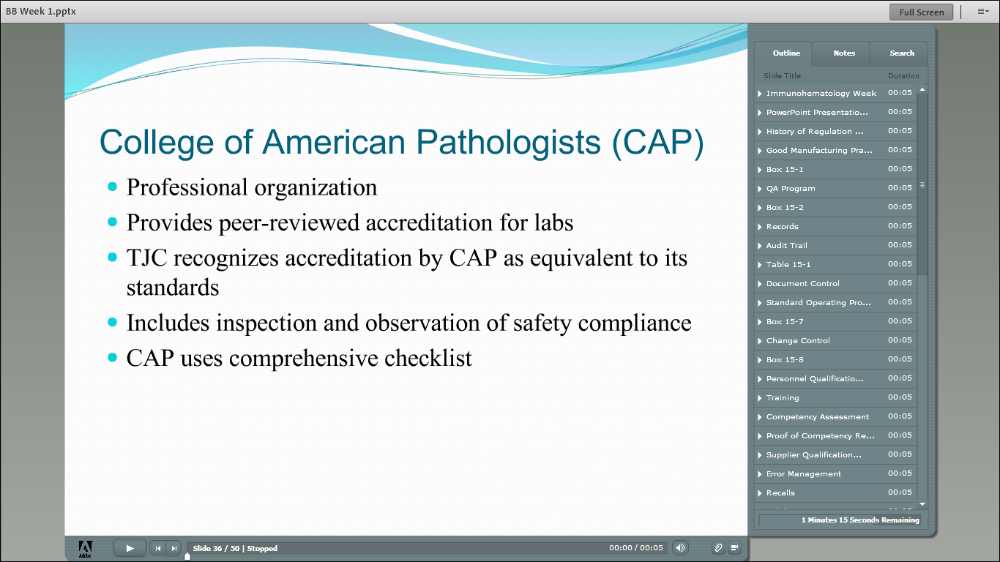 BB Week 1.pptx
Full Screen
College of American Pathologists (CAP)
Professional organization
Provides peer-reviewed accreditation for labs
TJC recognizes accreditation by CAP as equivalent to its
standards
Includes inspection and observation of safety compliance
CAP uses comprehensive checklist
Outline Notes Search
Slide Title Duration
Immunohematology Week 00:05
PowerPoint Presentatio... 00:05
History of Regulation ... 00:05
Good Manufacturing Pra... 00:05
Box 15-1 00:05
QA Program 00:05
Box 15-2 00:05
Records 00:05
Audit Trail 00:05
Table 15-1 00:05
Document Control 00:05
Standard Operating Pro... 00:05
Box 15-7 00:05
Change Control 00:05
Box 15-8 00:05
Personnel Qualificatio... 00:05
Training 00:05
Competency Assessment 00:05
Proof of Competency Re... 00:05
Supplier Qualification... 00:05
Error Management 00:05
Recalls 00:05
1 Minutes 15 Seconds Remaining
Adobe
Slide 36 / 50 | Stopped 00:00 / 00:05